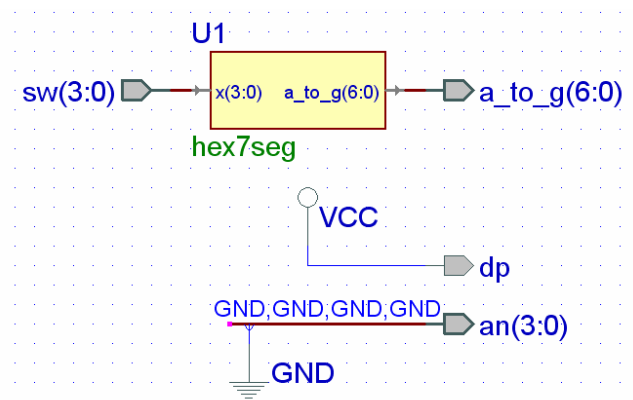 U1
sw(3:0)
x(3:0)
a_to_g(6:0)
a_to_g(6:0)
hex7seg
VCC
dp
GND;GND;GND;GND
an(3:0)
GND